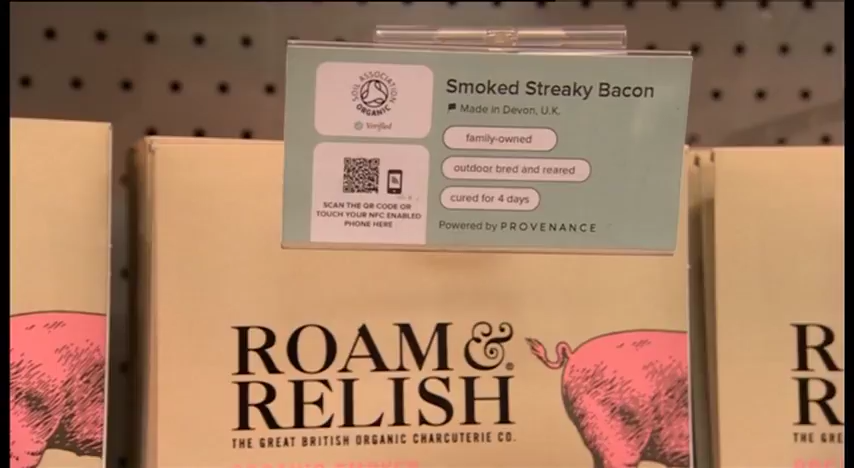 SOIL ASSOCIATION
ORGANIC
Verified
SCAN THE QR CODE OR
TOUCH YOUR NFC ENABLED
PHONE HERE
Smoked Streaky Bacon
Made in Devon, U.K.
family-owned
outdoor bred and reared
cured for 4 days
Powered by PROVENANCE
ROAM &
RELISH
THE GREAT BRITISH ORGANIC CHARCUTERIE CO.
R
R
THE GRE